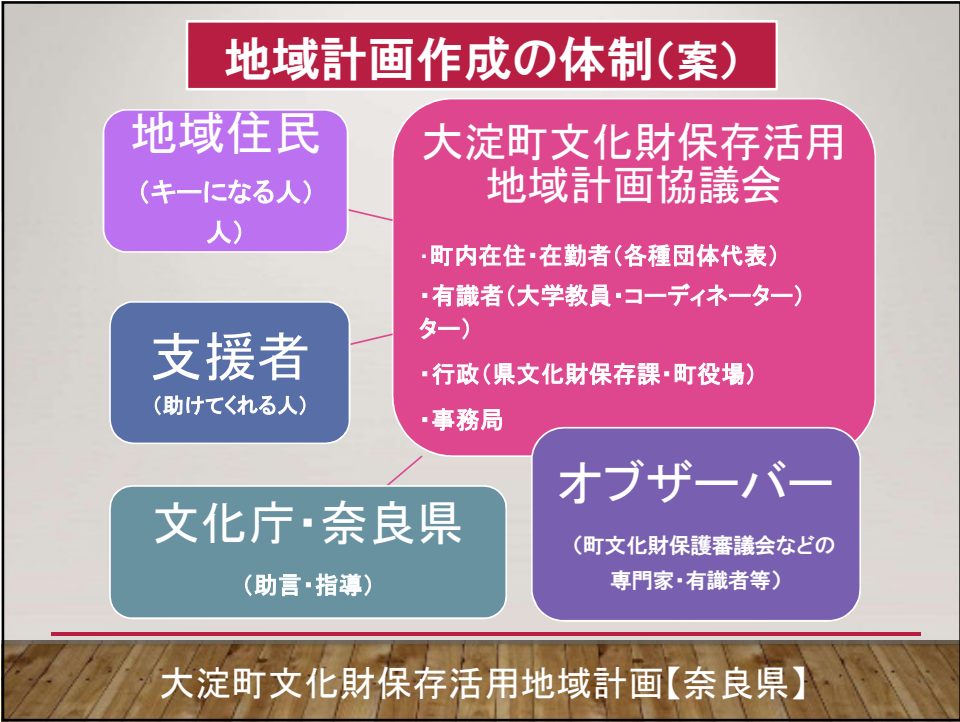 地域計画作成の体制(案)
地域住民
(キーになる人)
人)
大淀町文化財保存活用
地域計画協議会
・町内在住・在勤者(各種団体代表)
・有識者(大学教員・コーディネーター)
ター)
・行政(県文化財保存課・町役場)
・事務局
支援者
(助けてくれる人)
文化庁・奈良県
(助言・指導)
オブザーバー
(町文化財保護審議会などの
専門家・有識者等)
大淀町文化財保存活用地域計画【奈良県】